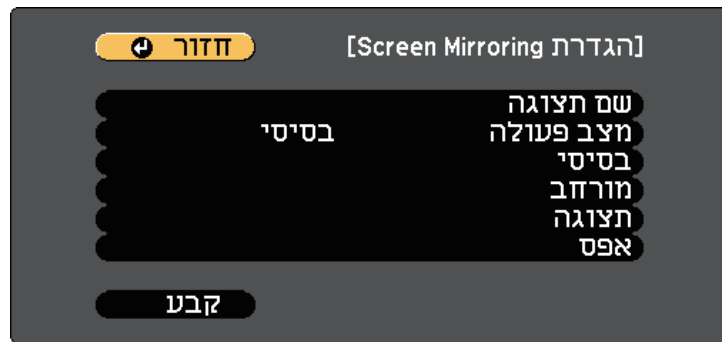 [הגדרת Screen Mirroring]
חזור
שם תצוגה
מצב פעולה בסיסי
בסיסי
מורחב
תצוגה
אפס
קבע